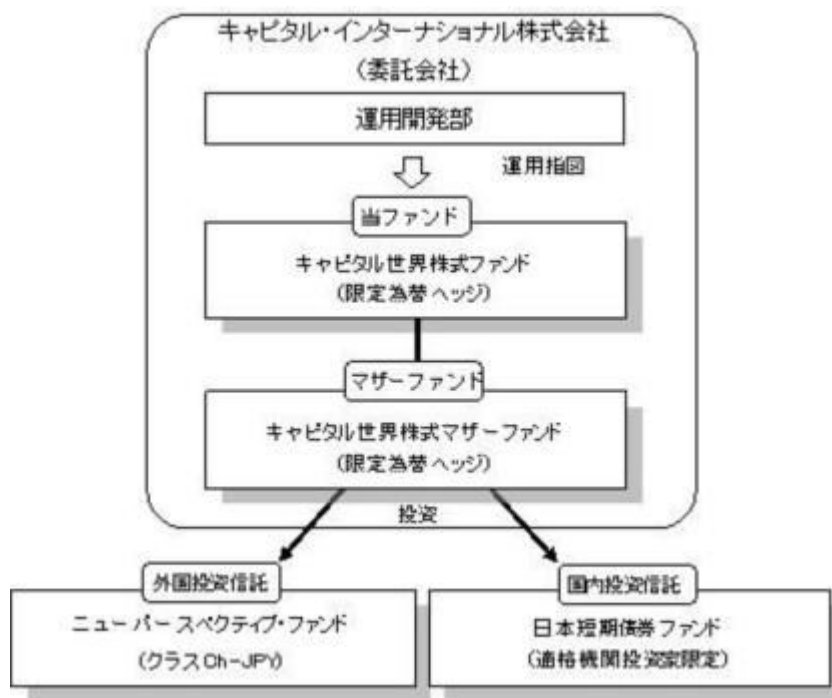 キャピタル・インターナショナル株式会社
（委託会社）
運用開発部
運用指図
当ファンド
キャピタル世界株式ファンド
（限定為替ヘッジ）
マザーファンド
キャピタル世界株式マザーファンド
（限定為替ヘッジ）
投資
外国投資信託
ニューパースペクティブ・ファンド
（クラスCh-JPY）
国内投資信託
日本短期債券ファンド
（適格機関投資家限定）